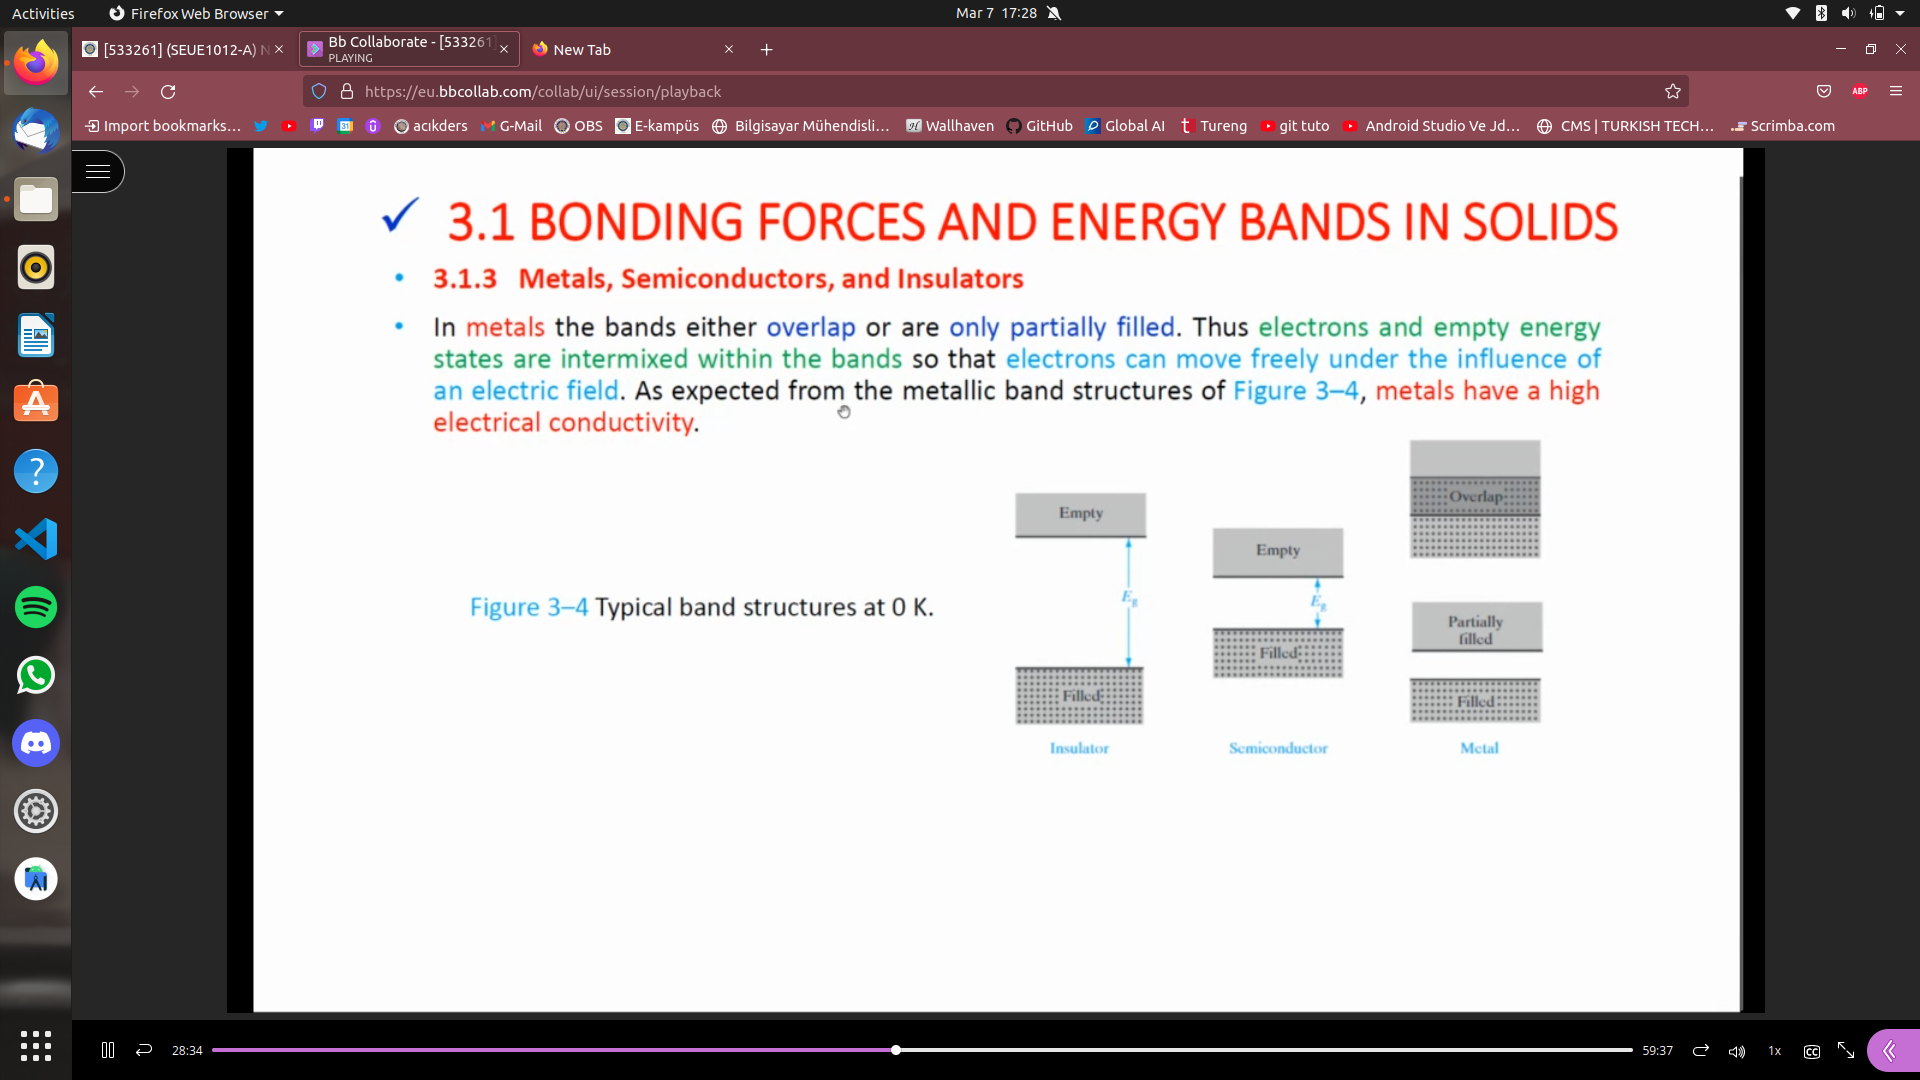 Activities
Firefox Web Browser
Mar 7 17:28
[533261] (SEUE1012-A) N
Bb Collaborate - [533261]
PLAYING
New Tab
https://eu.bbcollab.com/collab/ui/session/playback
ABP
Import bookmarks...
31
acıkders
G-Mail
OBS
E-kampüs
Bilgisayar Mühendisli...
Wallhaven
GitHub
Global AI
Tureng
git tuto
Android Studio Ve Jd...
CMS | TURKISH TECH...
Scrimba.com
3.1 BONDING FORCES AND ENERGY BANDS IN SOLIDS
• 3.1.3 Metals, Semiconductors, and Insulators
• In metals the bands either overlap or are only partially filled. Thus electrons and empty energy
states are intermixed within the bands so that electrons can move freely under the influence of
an electric field. As expected from the metallic band structures of Figure 3–4, metals have a high
electrical conductivity.
Figure 3–4 Typical band structures at 0 K.
Empty
Eg
Filled
Insulator
Empty
Eg
Filled
Semiconductor
Overlap
Partially
filled
Filled
Metal
28:34
59:37
1x
CC